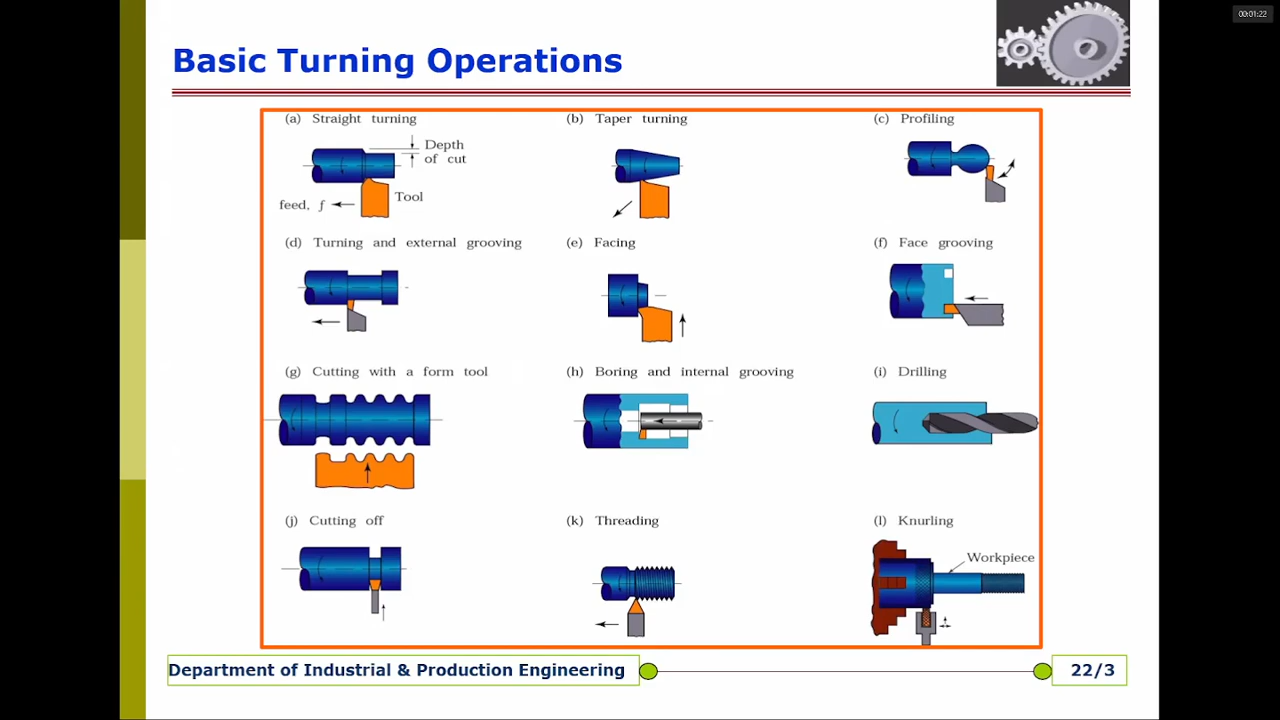 00:01:22
Basic Turning Operations
(a) Straight turning
Depth
of cut
Tool
feed, f
(b) Taper turning
(c) Profiling
(d) Turning and external grooving
(e) Facing
(f) Face grooving
(g) Cutting with a form tool
(h) Boring and internal grooving
(i) Drilling
(j) Cutting off
(k) Threading
(l) Knurling
Workpiece
Department of Industrial & Production Engineering
22/3